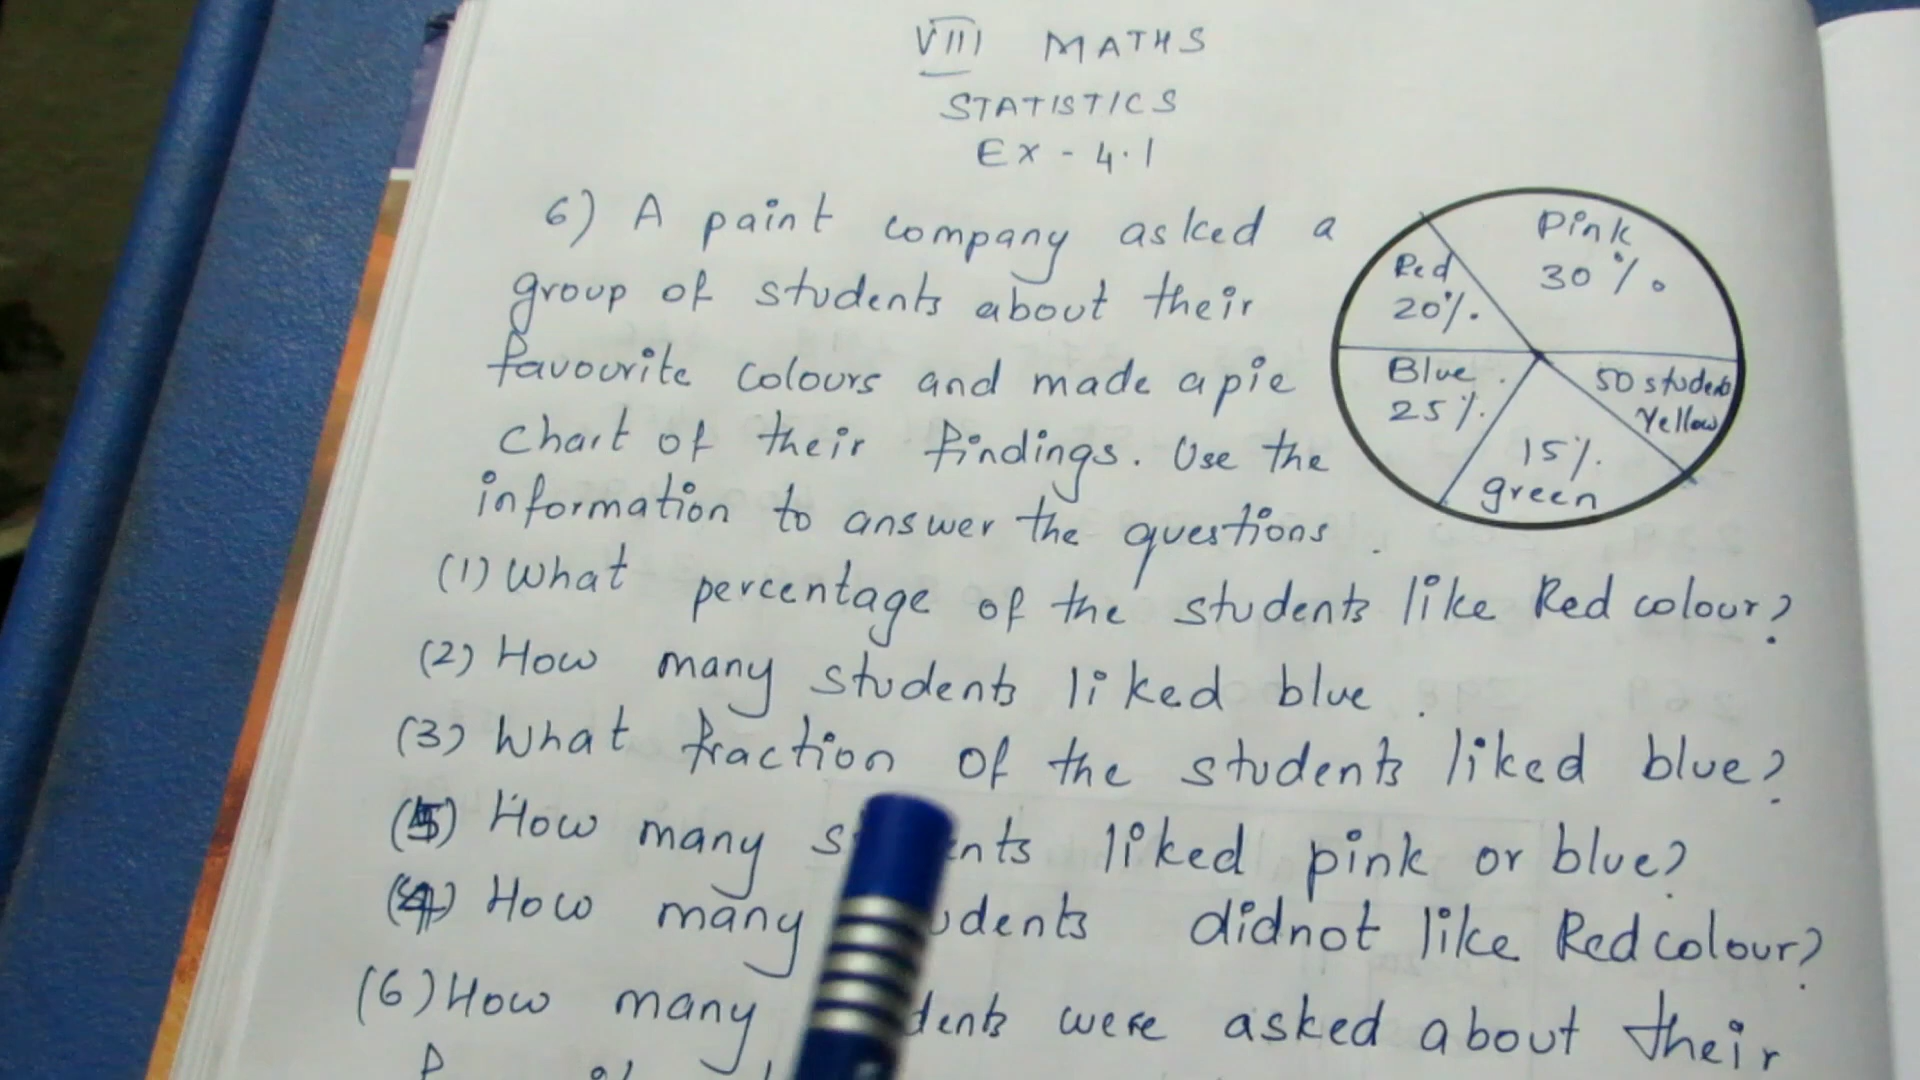 VIII MATHS
STATISTICS
EX - 4.1
6) A paint company asked a
group of students about their
favourite colours and made a pie
chart of their findings. Use the
information to answer the questions.
Pink
30%.
Red
20%.
Blue
25%.
50 students
Yellow
15%.
green
(1) What percentage of the students like Red colour?
(2) How many students liked blue.
(3) What fraction of the students liked blue?
(5) How many liked pink or blue?
(4) How many didnot like Red colour?
(6) How many were asked about their